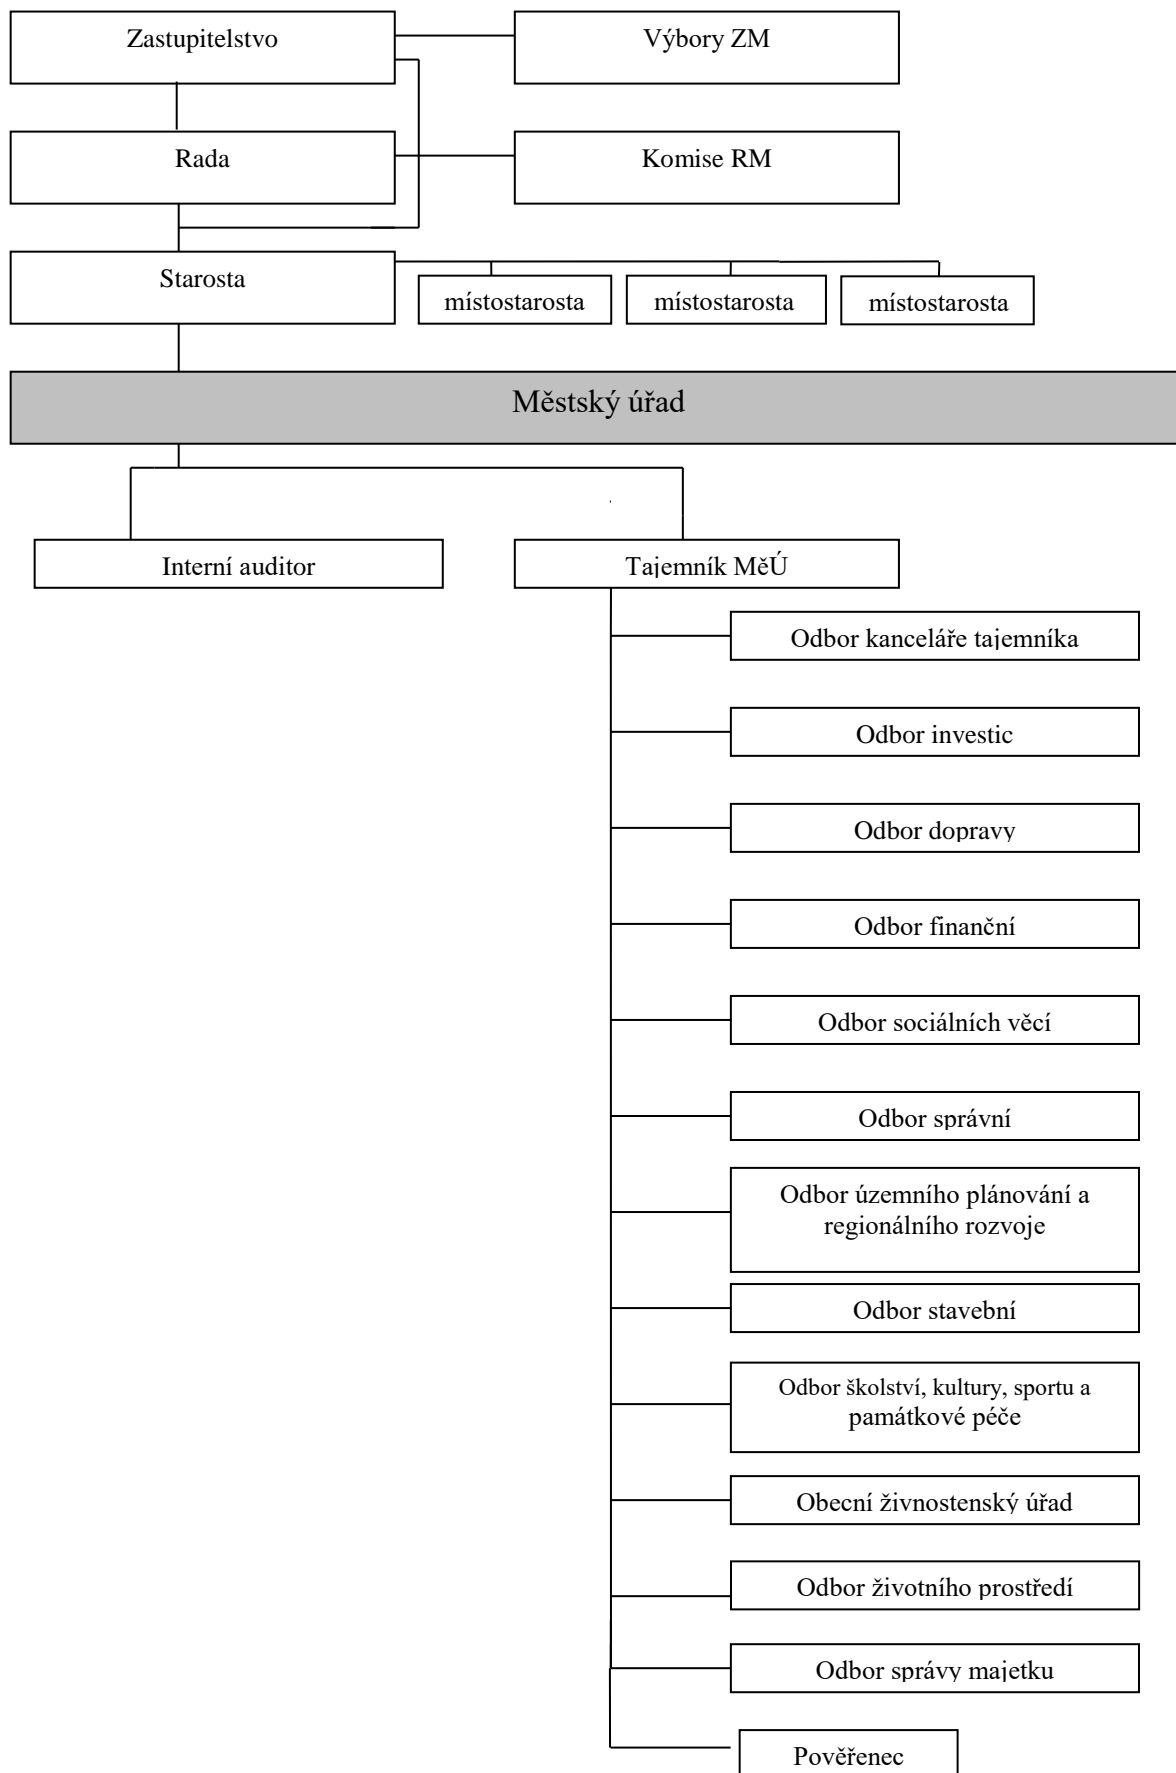 Zastupitelstvo
Výbory ZM
Rada
Komise RM
Starosta
místostarosta
místostarosta
místostarosta
Městský úřad
Interní auditor
Tajemník MěÚ
Odbor kanceláře tajemníka
Odbor investic
Odbor dopravy
Odbor finanční
Odbor sociálních věcí
Odbor správní
Odbor územního plánování a
regionálního rozvoje
Odbor stavební
Odbor školství, kultury, sportu a
památkové péče
Obecní živnostenský úřad
Odbor životního prostředí
Odbor správy majetku
Pověřenec